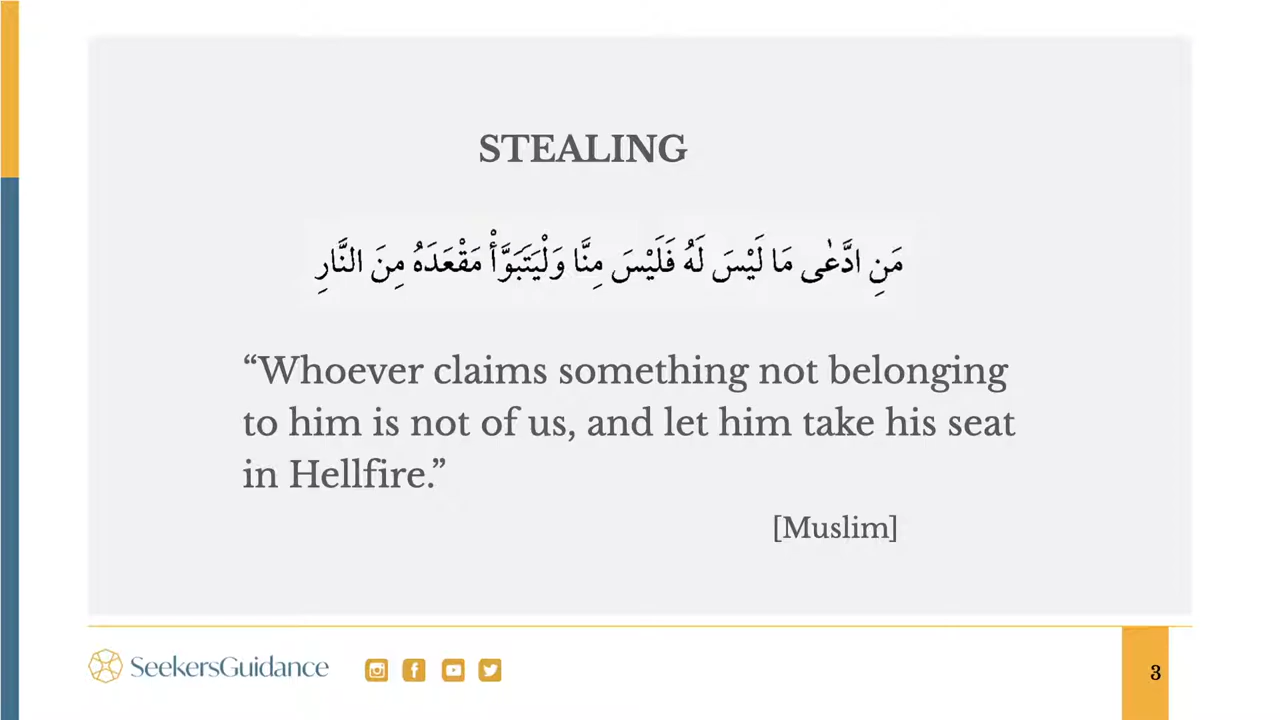 STEALING
مَنِ ادَّعٰى مَا لَيْسَ لَهُ فَلَيْسَ مِنَّا وَلْيَتَبَوَّأْ مَقْعَدَهُ مِنَ النَّارِ
“Whoever claims something not belonging
to him is not of us, and let him take his seat
in Hellfire.”
[Muslim]
SeekersGuidance
3